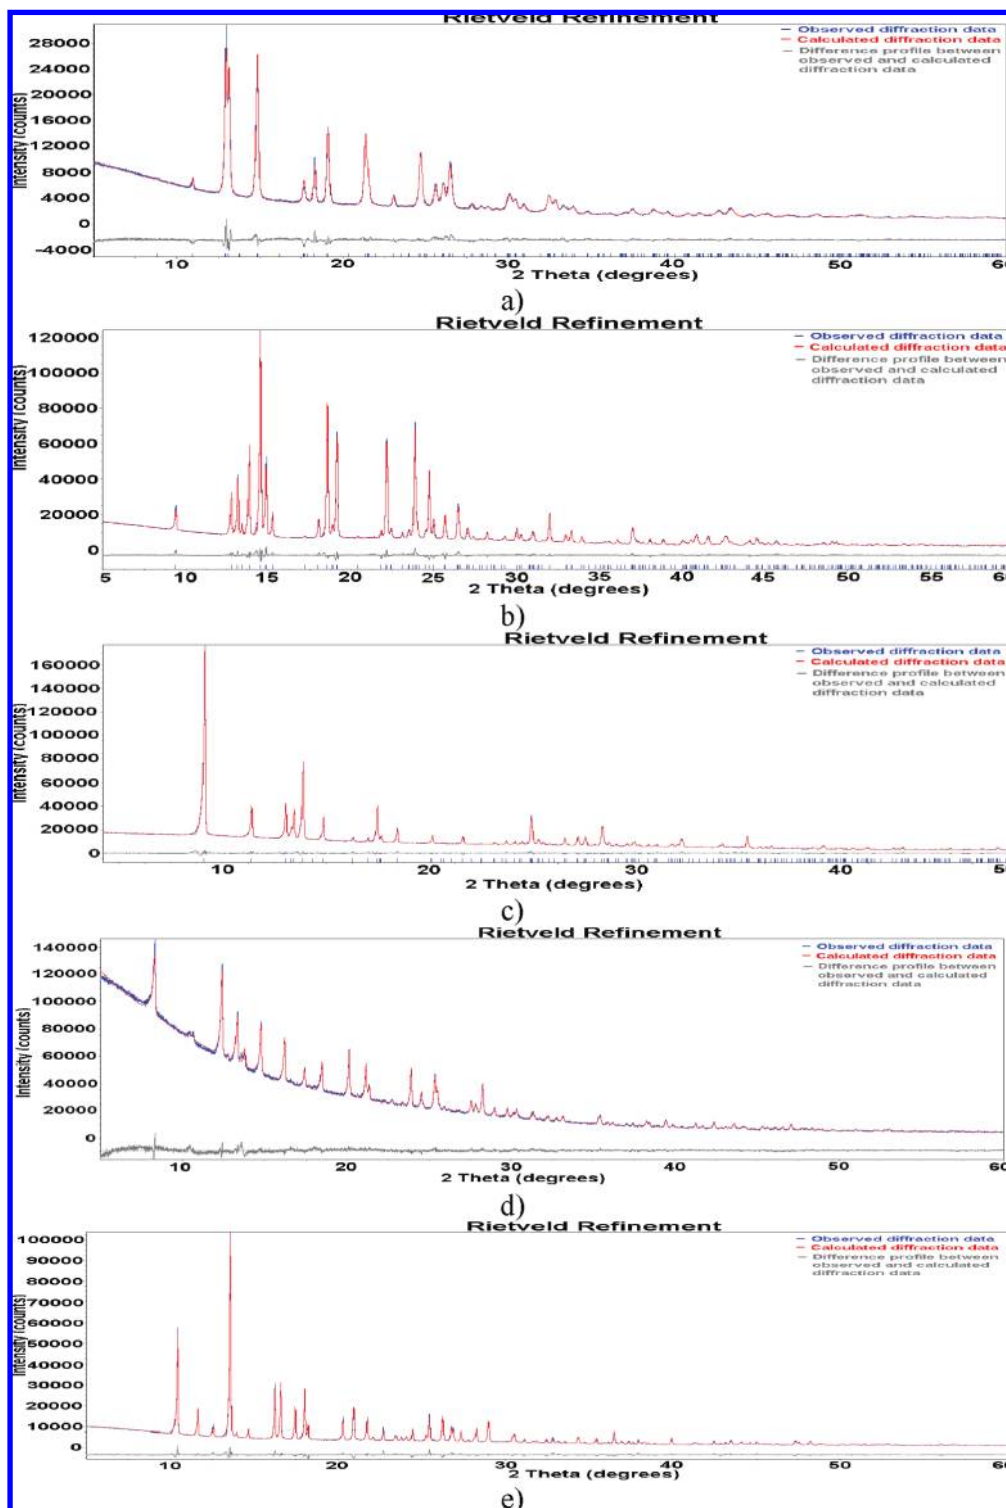 Rietveld Refinement
Observed diffraction data
Calculated diffraction data
Difference profile between
observed and calculated
diffraction data
Intensity (counts)
28000
24000
20000
16000
12000
8000
4000
0
-4000
10 20 30 40 50 60
2 Theta (degrees)
a)
Rietveld Refinement
Observed diffraction data
Calculated diffraction data
Difference profile between
observed and calculated
diffraction data
Intensity (counts)
120000
100000
80000
60000
40000
20000
0
5 10 15 20 25 30 35 40 45 50 55 60
2 Theta (degrees)
b)
Rietveld Refinement
Observed diffraction data
Calculated diffraction data
Difference profile between
observed and calculated
diffraction data
Intensity (counts)
160000
140000
120000
100000
80000
60000
40000
20000
0
10 20 30 40 50
2 Theta (degrees)
c)
Rietveld Refinement
Observed diffraction data
Calculated diffraction data
Difference profile between
observed and calculated
diffraction data
Intensity (counts)
140000
120000
100000
80000
60000
40000
20000
0
10 20 30 40 50 60
2 Theta (degrees)
d)
Rietveld Refinement
Observed diffraction data
Calculated diffraction data
Difference profile between
observed and calculated
diffraction data
Intensity (counts)
100000
90000
80000
70000
60000
50000
40000
30000
20000
10000
0
10 20 30 40 50 60
2 Theta (degrees)
e)